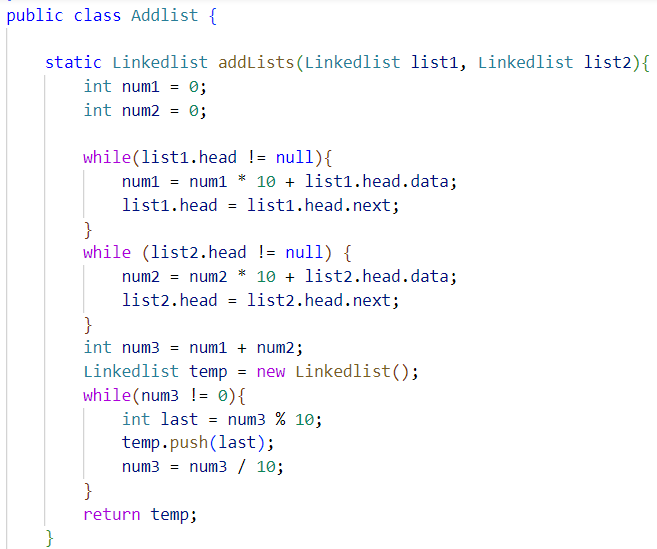 public class Addlist {
static Linkedlist addLists(Linkedlist list1, Linkedlist list2){
int num1 = 0;
int num2 = 0;
while(list1.head != null){
num1 = num1 * 10 + list1.head.data;
list1.head = list1.head.next;
}
while (list2.head != null) {
num2 = num2 * 10 + list2.head.data;
list2.head = list2.head.next;
}
int num3 = num1 + num2;
Linkedlist temp = new Linkedlist();
while(num3 != 0){
int last = num3 % 10;
temp.push(last);
num3 = num3 / 10;
}
return temp;
}